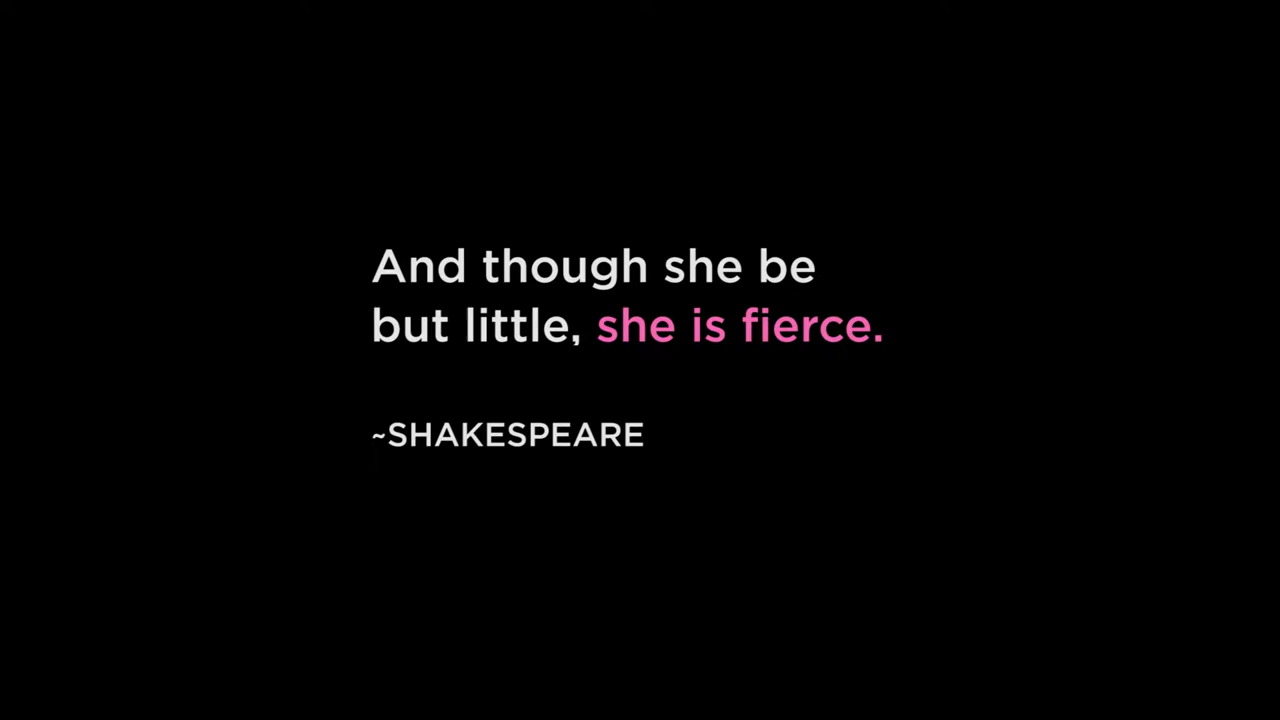 And though she be
but little, she is fierce.
~SHAKESPEARE